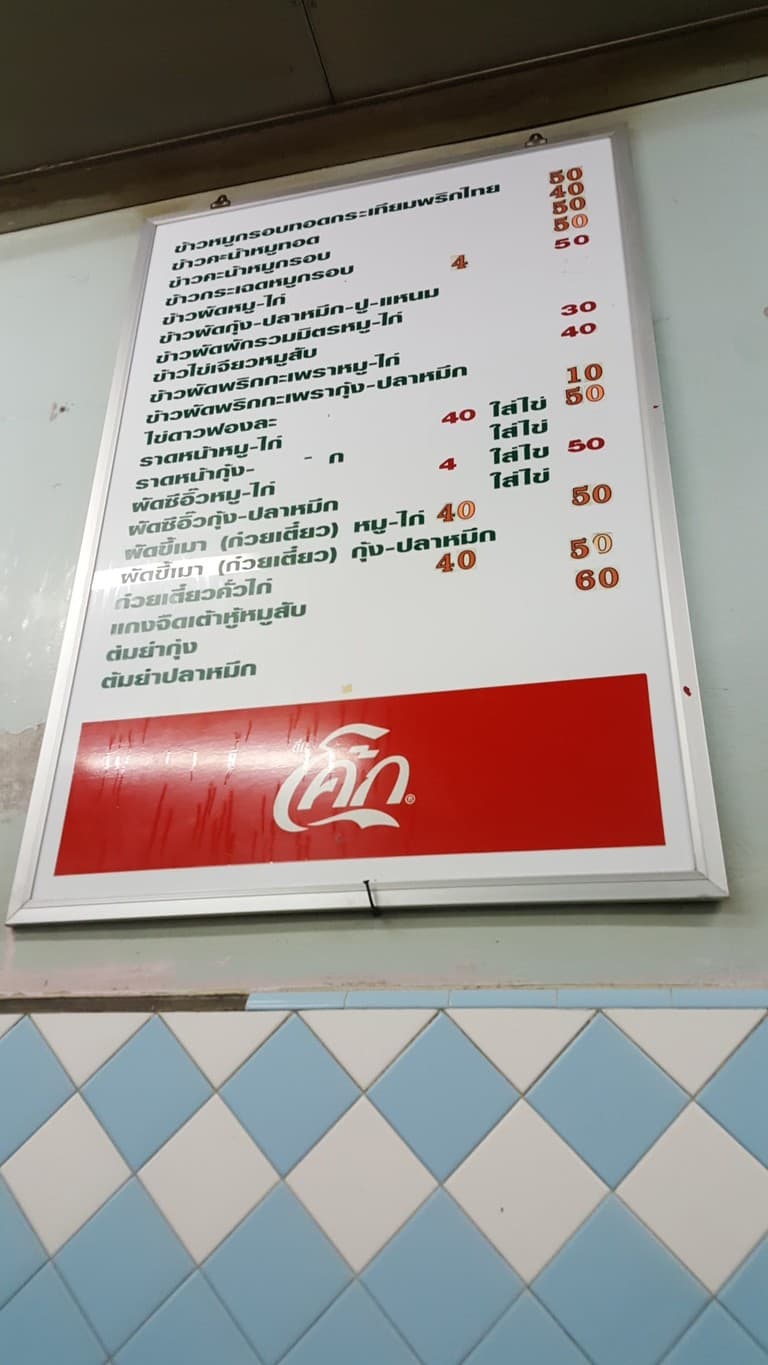 ข้าวหมูกรอบทอดกระเทียมพริกไทย 50
ข้าวคะน้าหมูทอด 40
ข้าวคะน้าหมูกรอบ 50
ข้าวกระเฉดหมูกรอบ 50
ข้าวผัดหมู-ไก่ 4
ข้าวผัดกุ้ง-ปลาหมึก-ปู-แหนม 50
ข้าวผัดผักรวมมิตรหมู-ไก่
ข้าวไข่เจียวหมูสับ 30
ข้าวผัดพริกกะเพราหมู-ไก่ 40
ข้าวผัดพริกกะเพรากุ้ง-ปลาหมึก
ไข่ดาวฟองละ 10
ราดหน้าหมู-ไก่ 40 ใส่ไข่ 50
ราดหน้ากุ้ง- - ก ใส่ไข่
ผัดซีอิ๊วหมู-ไก่ 4 ใส่ไข 50
ผัดซีอิ๊วกุ้ง-ปลาหมึก ใส่ไข่
ผัดขี้เมา (ก๋วยเตี๋ยว) หมู-ไก่ 40
ผัดขี้เมา (ก๋วยเตี๋ยว) กุ้ง-ปลาหมึก 50
ก๋วยเตี๋ยวคั่วไก่ 40
แกงจืดเต้าหู้หมูสับ 50
ต้มยำกุ้ง 60
ต้มยำปลาหมึก
โค้ก®